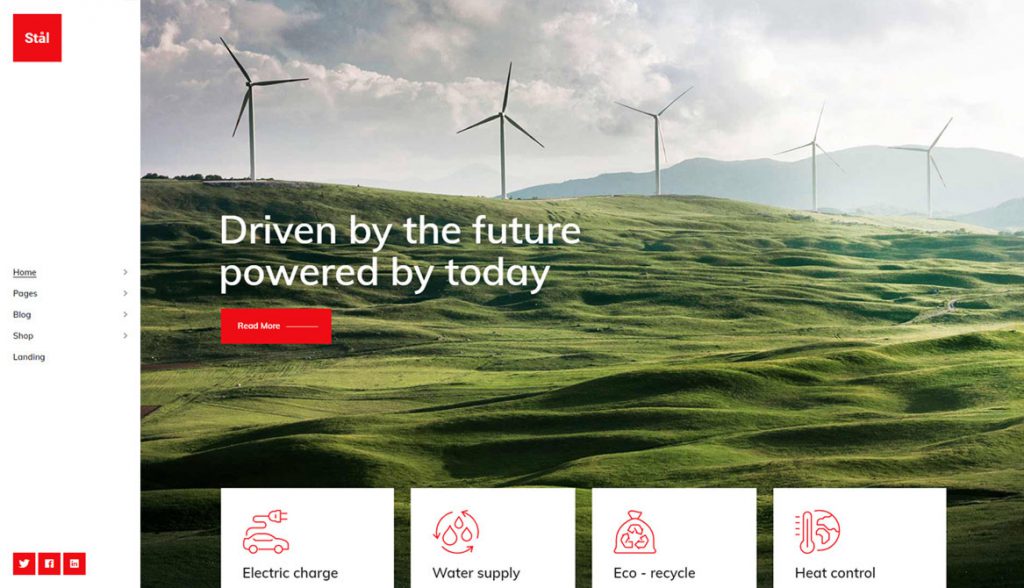 Stål
Home
Pages
Blog
Shop
Landing
Driven by the future
powered by today
Read More
Electric charge
Water supply
Eco - recycle
Heat control